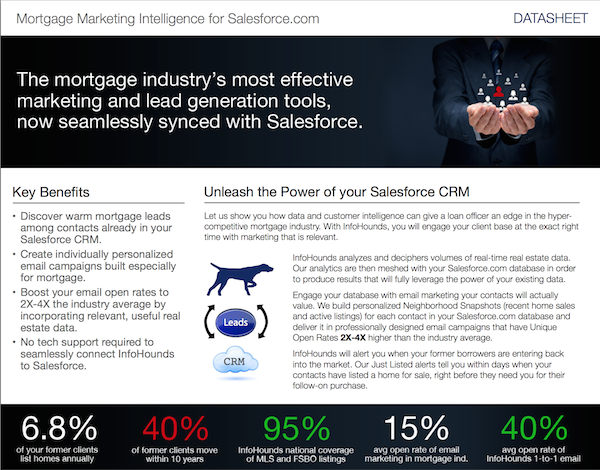 Mortgage Marketing Intelligence for Salesforce.com
DATASHEET
The mortgage industry's most effective
marketing and lead generation tools,
now seamlessly synced with Salesforce.
Key Benefits
• Discover warm mortgage leads
among contacts already in your
Salesforce CRM.
• Create individually personalized
email campaigns built especially
for mortgage.
• Boost your email open rates to
2X-4X the industry average by
incorporating relevant, useful real
estate data.
• No tech support required to
seamlessly connect InfoHounds
to Salesforce.
Unleash the Power of your Salesforce CRM
Let us show you how data and customer intelligence can give a loan officer an edge in the hyper-
competitive mortgage industry. With InfoHounds, you will engage your client base at the exact right
time with marketing that is relevant.
InfoHounds analyzes and deciphers volumes of real-time real estate data.
Our analytics are then meshed with your Salesforce.com database in order
to produce results that will fully leverage the power of your existing data.
Engage your database with email marketing your contacts will actually
value. We build personalized Neighborhood Snapshots (recent home sales
and active listings) for each contact in your Salesforce.com database and
deliver it in professionally designed email campaigns that have Unique
Open Rates 2X-4X higher than the industry average.
InfoHounds will alert you when your former borrowers are entering back
into the market. Our Just Listed alerts tell you within days when your
contacts have listed a home for sale, right before they need you for their
follow-on purchase.
Leads
CRM
6.8%
of your former clients
list homes annually
40%
of former clients move
within 10 years
95%
InfoHounds national coverage
of MLS and FSBO listings
15%
avg open rate of email
marketing in mortgage ind.
40%
avg open rate of
InfoHounds 1-to-1 email